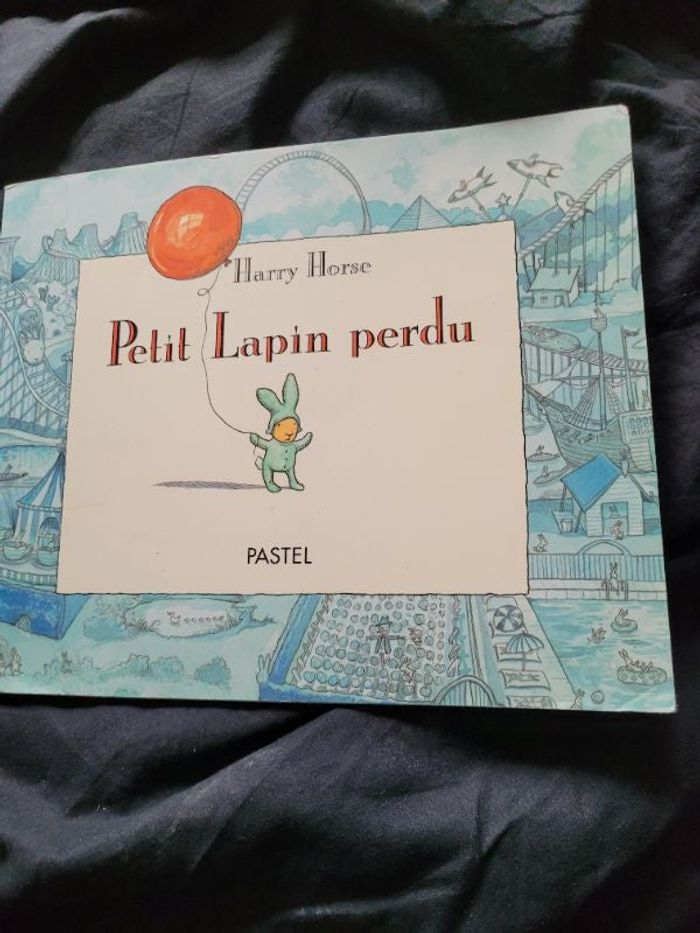 Harry Horse
Petit Lapin perdu
PASTEL